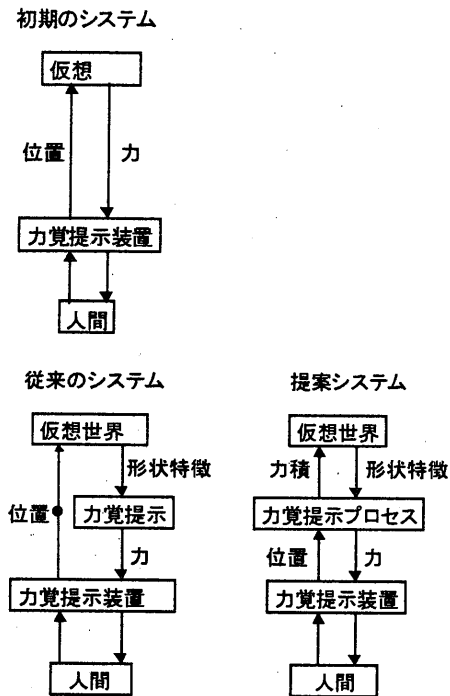 初期のシステム
仮想
位置
力
力覚提示装置
人間
従来のシステム
仮想世界
形状特徴
位置
力覚提示
力
力覚提示装置
人間
提案システム
仮想世界
力積
形状特徴
力覚提示プロセス
位置
力
力覚提示装置
人間